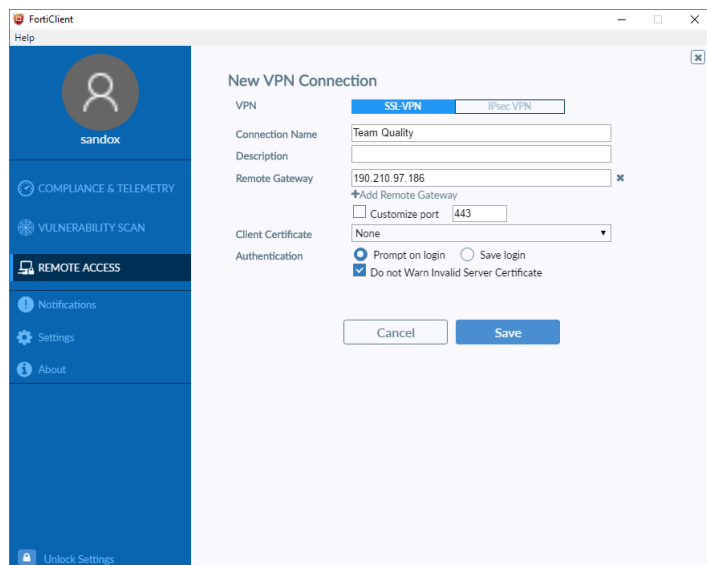 FortiClient
Help
sandox
COMPLIANCE & TELEMETRY
VULNERABILITY SCAN
REMOTE ACCESS
Notifications
Settings
About
Unlock Settings
New VPN Connection
VPN SSL-VPN IPsec VPN
Connection Name Team Quality
Description
Remote Gateway 190.210.97.186
+Add Remote Gateway
Customize port 443
Client Certificate None
Authentication Prompt on login Save login
Do not Warn Invalid Server Certificate
Cancel Save